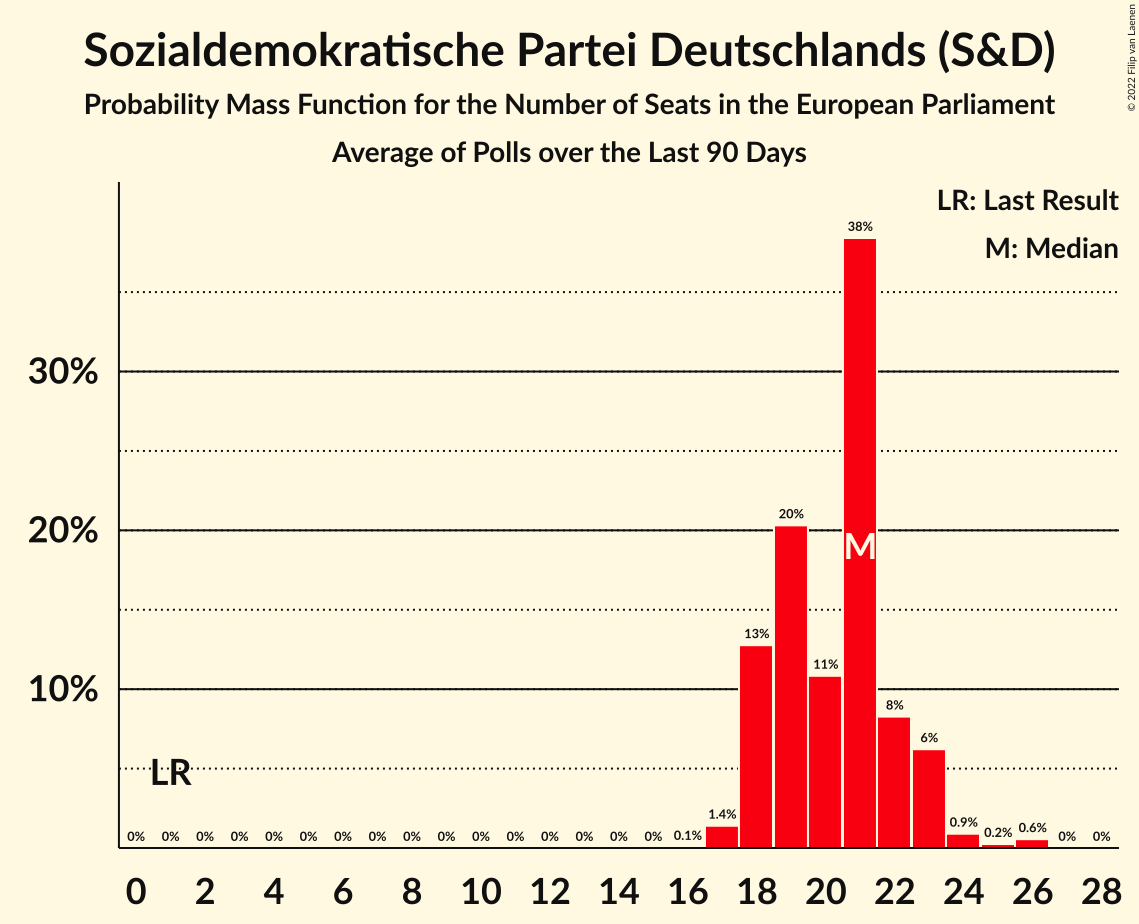 Sozialdemokratische Partei Deutschlands (S&D)
Probability Mass Function for the Number of Seats in the European Parliament
Average of Polls over the Last 90 Days
© 2022 Filip van Laenen
LR: Last Result
M: Median
38%
30%
20%
20%
M
13%
11%
10%
8%
6%
LR
1.4%
0.9%
0.6%
0.2%
0% 0% 0% 0% 0% 0% 0% 0% 0% 0% 0% 0% 0% 0% 0% 0% 0.1% 0% 0%
0 2 4 6 8 10 12 14 16 18 20 22 24 26 28